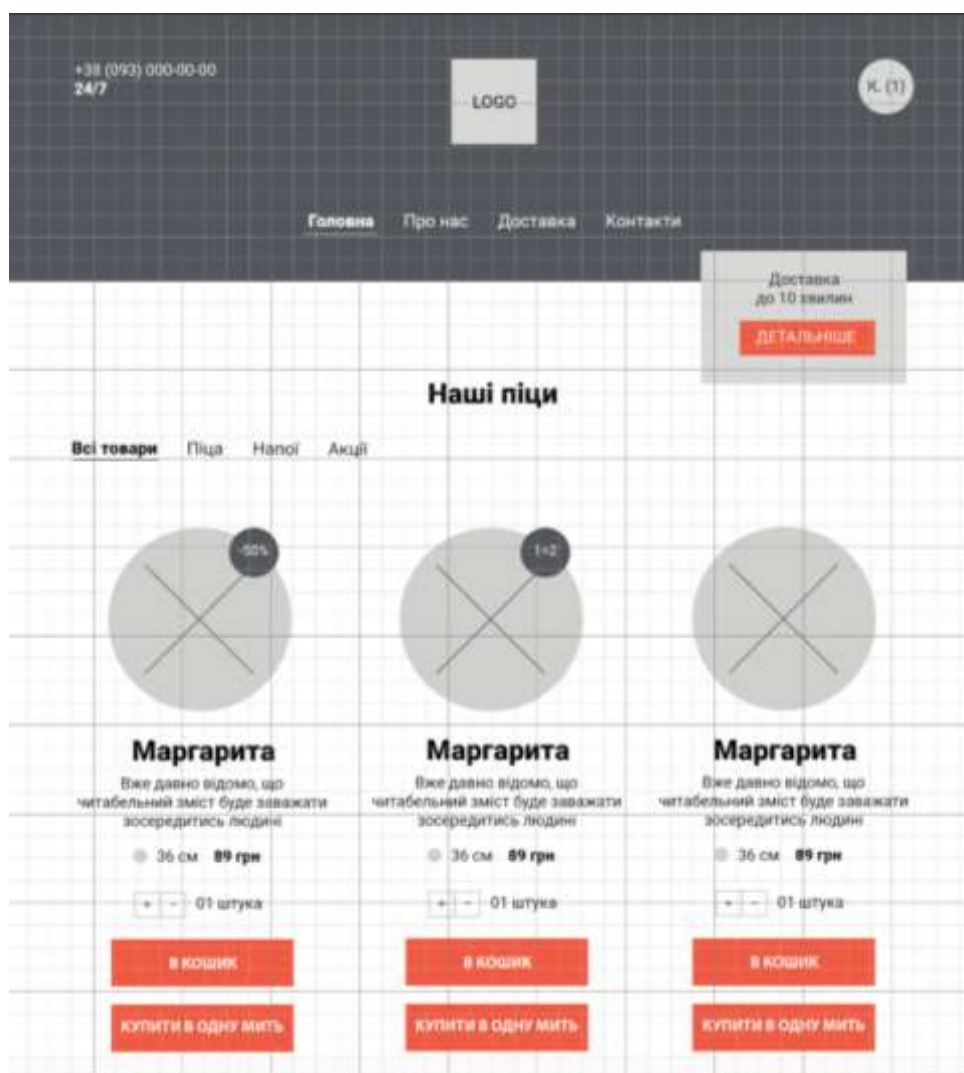 +38 (093) 000-00-00
24/7
LOGO
К. (1)
Головна Про нас Доставка Контакти
Доставка
до 10 хвилин
ДЕТАЛЬНІШЕ
Наші піци
Всі товари Піца Напої Акції
-50%
1=2
Маргарита
Вже давно відомо, що
читабельний зміст буде заважати
зосередитись людині
36 см 89 грн
+ - 01 штука
В КОШИК
КУПИТИ В ОДНУ МИТЬ
Маргарита
Вже давно відомо, що
читабельний зміст буде заважати
зосередитись людині
36 см 89 грн
+ - 01 штука
В КОШИК
КУПИТИ В ОДНУ МИТЬ
Маргарита
Вже давно відомо, що
читабельний зміст буде заважати
зосередитись людині
36 см 89 грн
+ - 01 штука
В КОШИК
КУПИТИ В ОДНУ МИТЬ